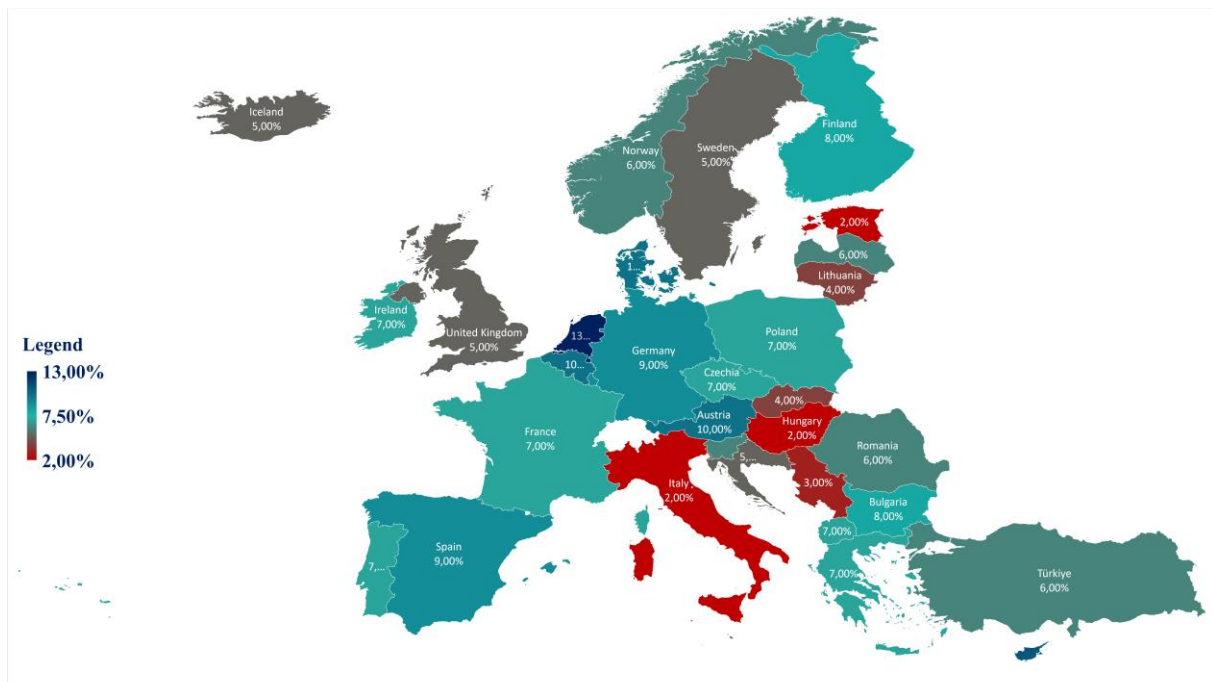 Iceland
5,00%
Finland
8,00%
Norway
6,00%
Sweden
5,00%
2,00%
6,00%
Lithuania
4,00%
1...
Ireland
7,00%
United Kingdom
5,00%
13...
10...
Germany
9,00%
Poland
7,00%
Czechia
7,00%
Legend
13,00%
7,50%
2,00%
4,00%
Austria
10,00%
Hungary
2,00%
France
7,00%
5,...
Romania
6,00%
Italy
2,00%
3,00%
Bulgaria
8,00%
7,00%
Spain
9,00%
7,...
7,00%
Türkiye
6,00%